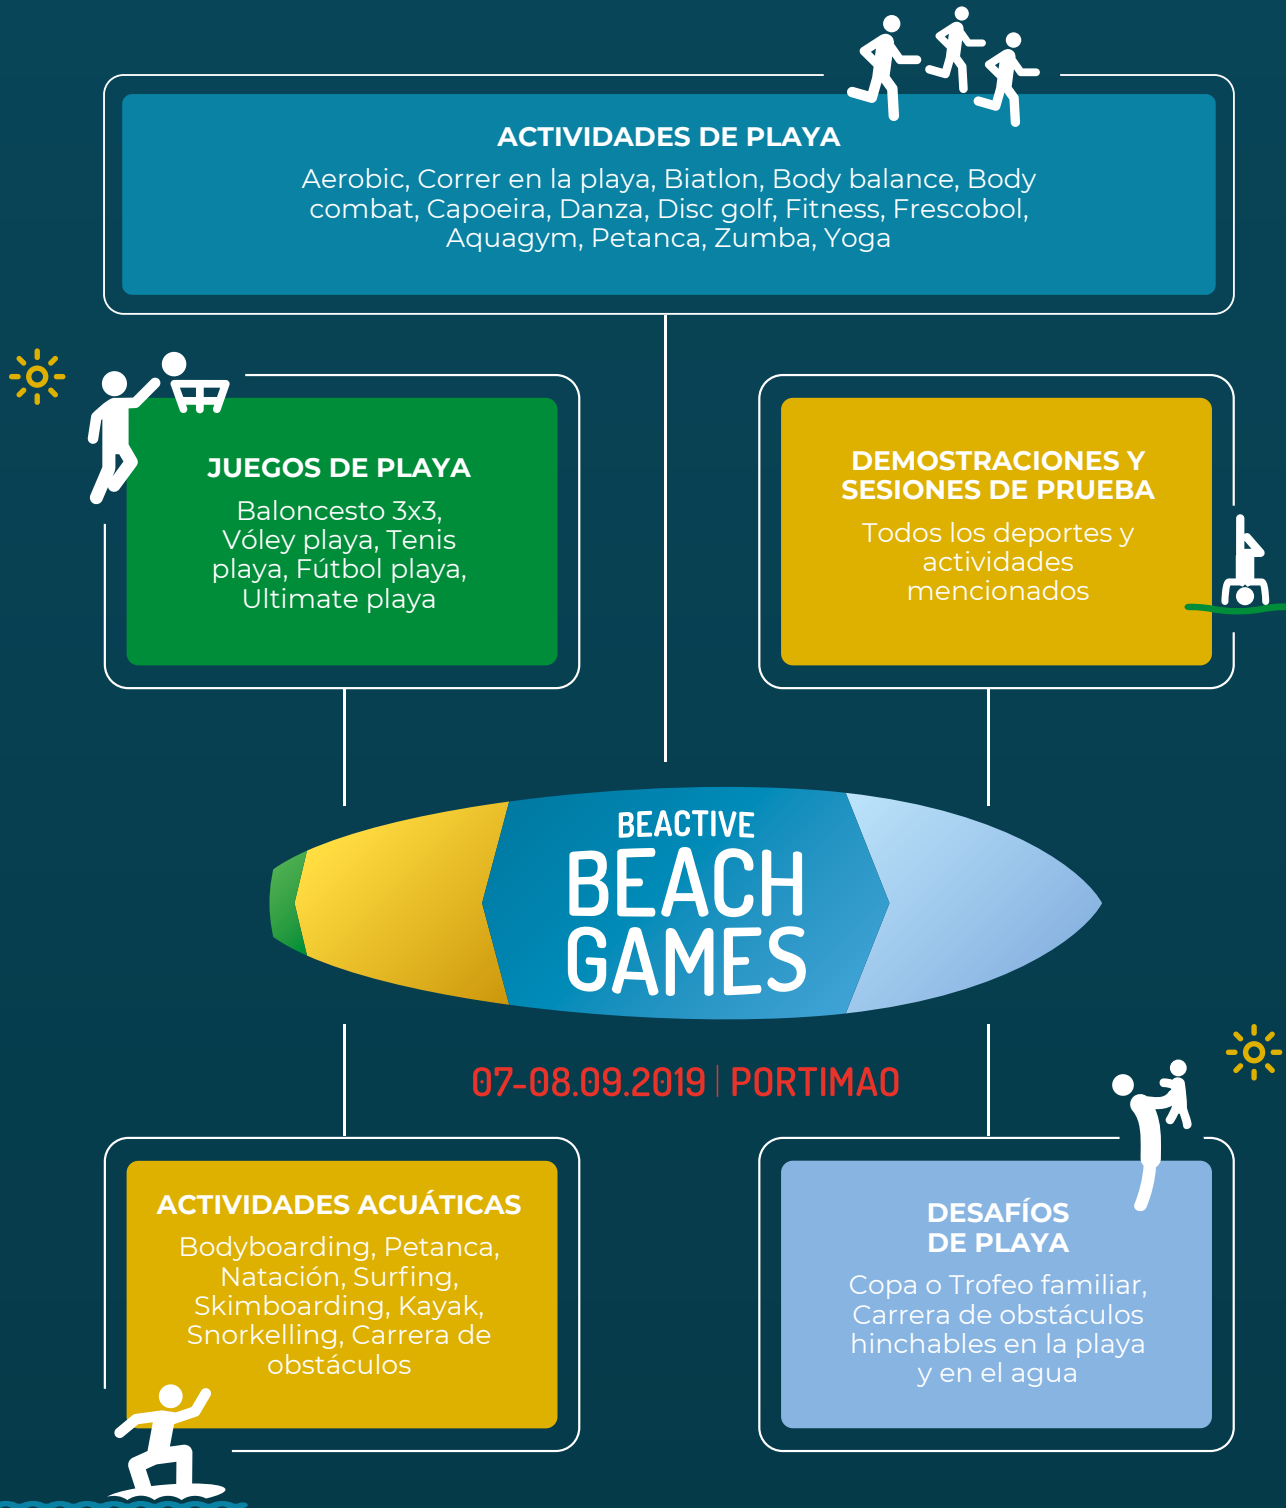 ACTIVIDADES DE PLAYA
Aerobic, Correr en la playa, Biatlon, Body balance, Body
combat, Capoeira, Danza, Disc golf, Fitness, Frescobol,
Aquagym, Petanca, Zumba, Yoga
JUEGOS DE PLAYA
Baloncesto 3x3,
Vóley playa, Tenis
playa, Fútbol playa,
Ultimate playa
DEMOSTRACIONES Y
SESIONES DE PRUEBA
Todos los deportes y
actividades
mencionados
BEACTIVE
BEACH
GAMES
07-08.09.2019 | PORTIMAO
ACTIVIDADES ACUÁTICAS
Bodyboarding, Petanca,
Natación, Surfing,
Skimboarding, Kayak,
Snorkelling, Carrera de
obstáculos
DESAFÍOS
DE PLAYA
Copa o Trofeo familiar,
Carrera de obstáculos
hinchables en la playa
y en el agua